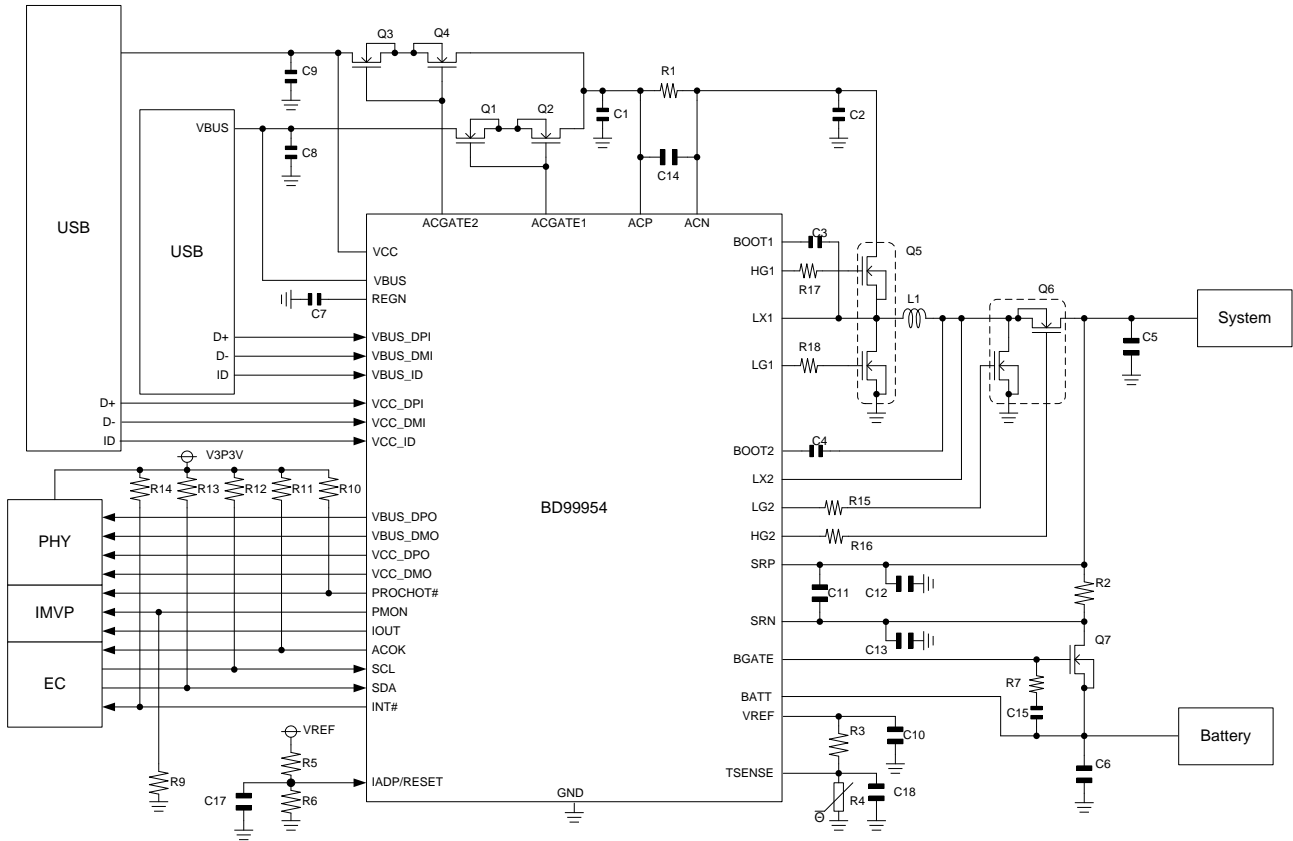 Q3
Q4
C9
R1
C1
C2
Q1
Q2
VBUS
C8
C14
USB
USB
ACGATE2
ACGATE1
ACP
ACN
VCC
VBUS
REGN
C7
BOOT1
C3
Q5
HG1
R17
LX1
L1
Q6
System
C5
D+
VBUS_DPI
D-
VBUS_DMI
ID
VBUS_ID
LG1
R18
D+
VCC_DPI
D-
VCC_DMI
ID
VCC_ID
V3P3V
BOOT2
C4
LX2
R14
R13
R12
R11
R10
BD99954
LG2
R15
HG2
R16
PHY
VBUS_DPO
VBUS_DMO
VCC_DPO
VCC_DMO
PROCHOT#
IMVP
PMON
IOUT
EC
ACOK
SCL
SDA
INT#
SRP
C11
C12
R2
SRN
C13
Q7
BGATE
R7
BATT
C15
VREF
R3
C10
Battery
C6
VREF
R5
IADP/RESET
R9
C17
R6
TSENSE
R4
C18
Θ
GND